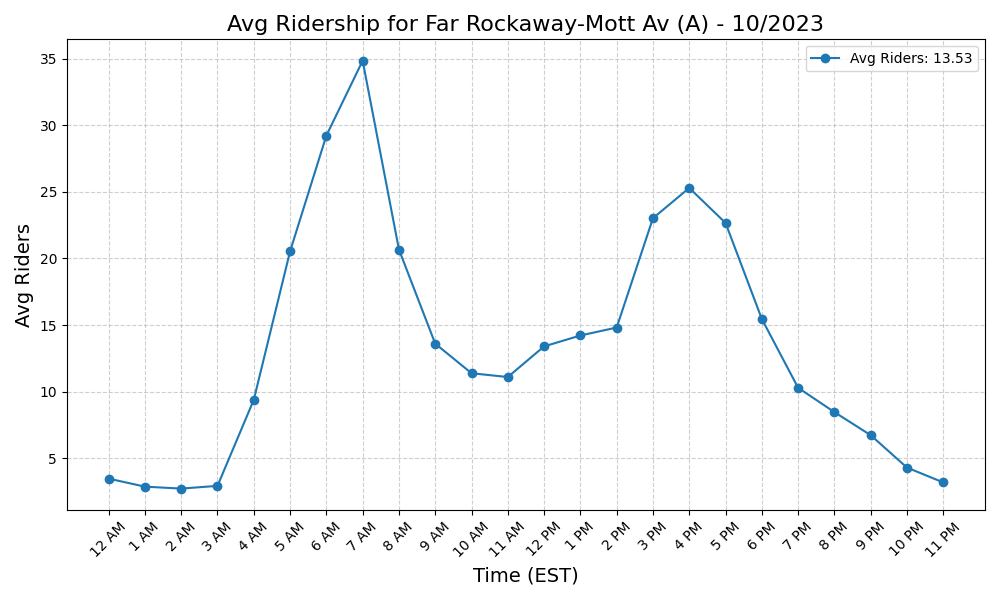 Avg Ridership for Far Rockaway-Mott Av (A) - 10/2023
Avg Riders: 13.53
35
30
25
20
15
10
5
Avg Riders
12 AM
1 AM
2 AM
3 AM
4 AM
5 AM
6 AM
7 AM
8 AM
9 AM
10 AM
11 AM
12 PM
1 PM
2 PM
3 PM
4 PM
5 PM
6 PM
7 PM
8 PM
9 PM
10 PM
11 PM
Time (EST)